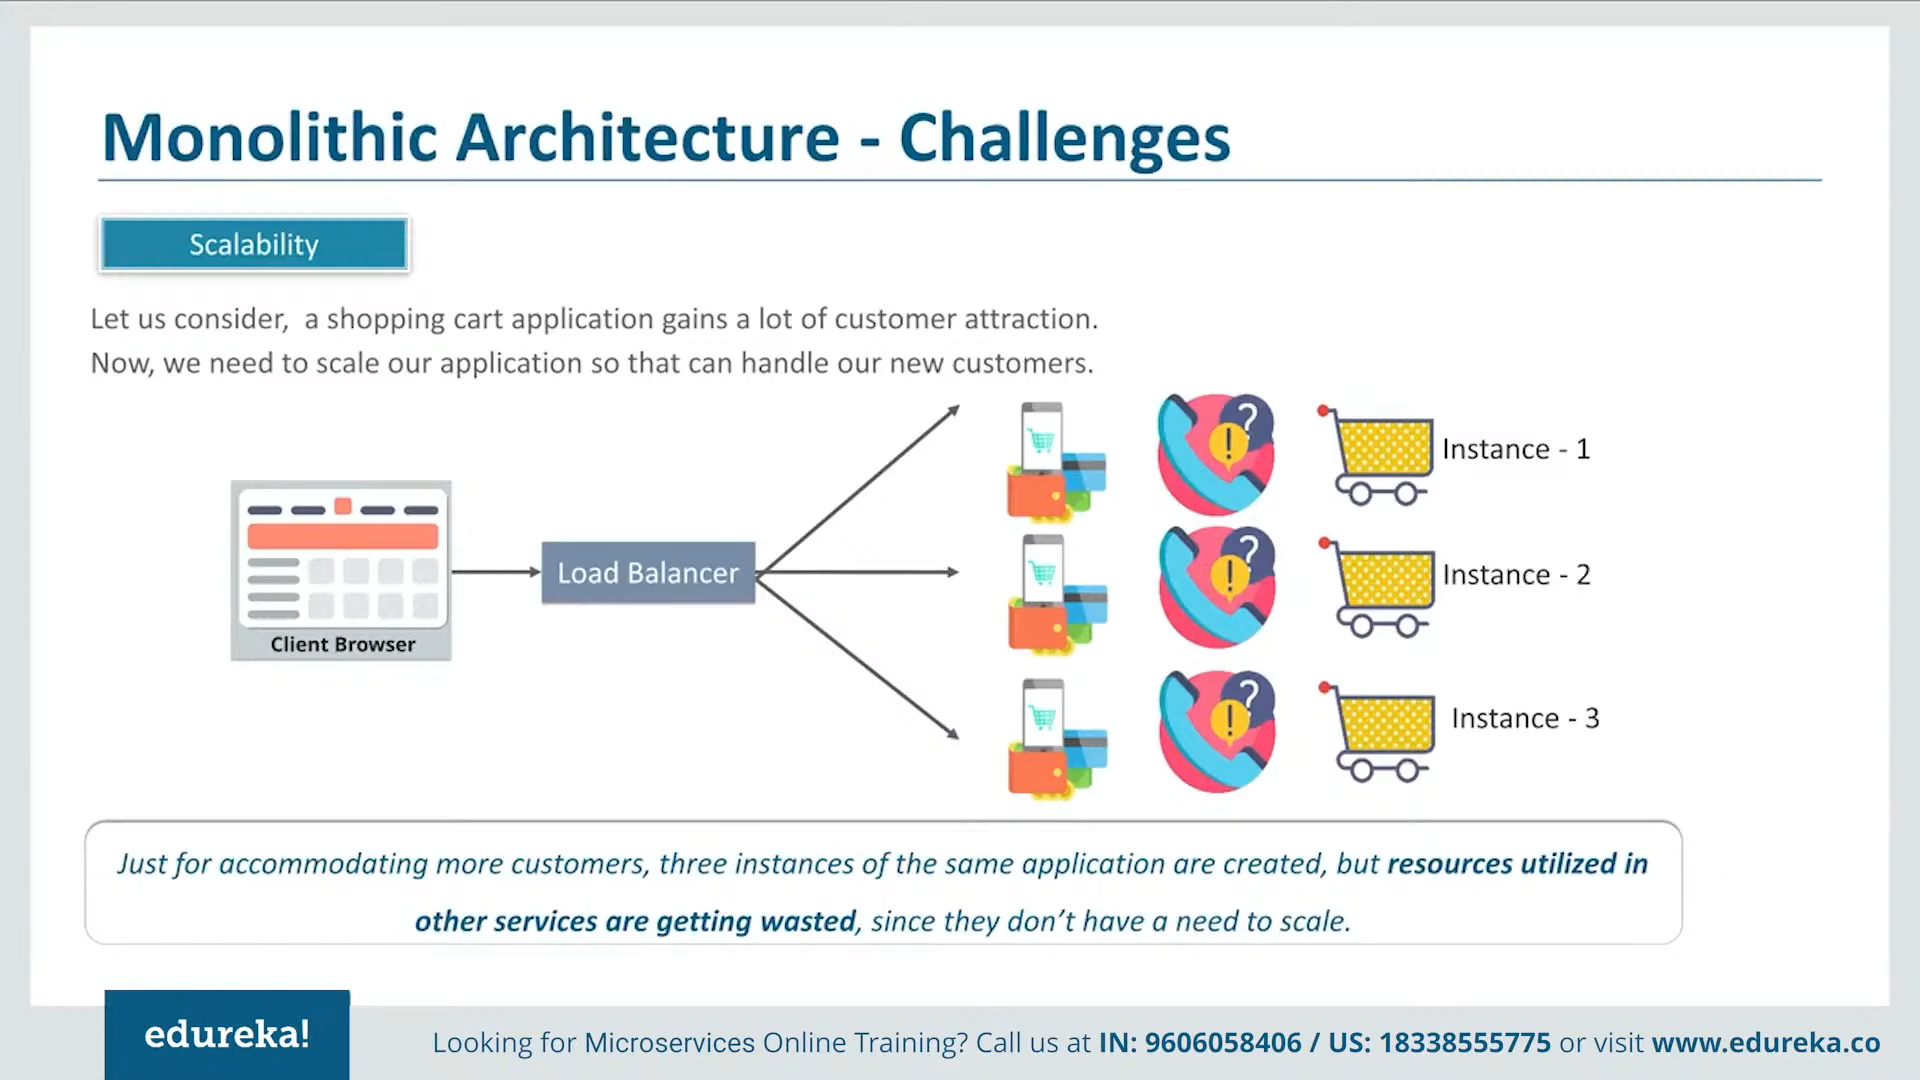 Monolithic Architecture - Challenges
Scalability
Let us consider,  a shopping cart application gains a lot of customer attraction.
Now, we need to scale our application so that can handle our new customers.
Client Browser
Load Balancer
Instance - 1
Instance - 2
Instance - 3
Just for accommodating more customers, three instances of the same application are created, but resources utilized in
other services are getting wasted, since they don’t have a need to scale.
edureka!
Looking for Microservices Online Training? Call us at IN: 9606058406 / US: 18338555775 or visit www.edureka.co